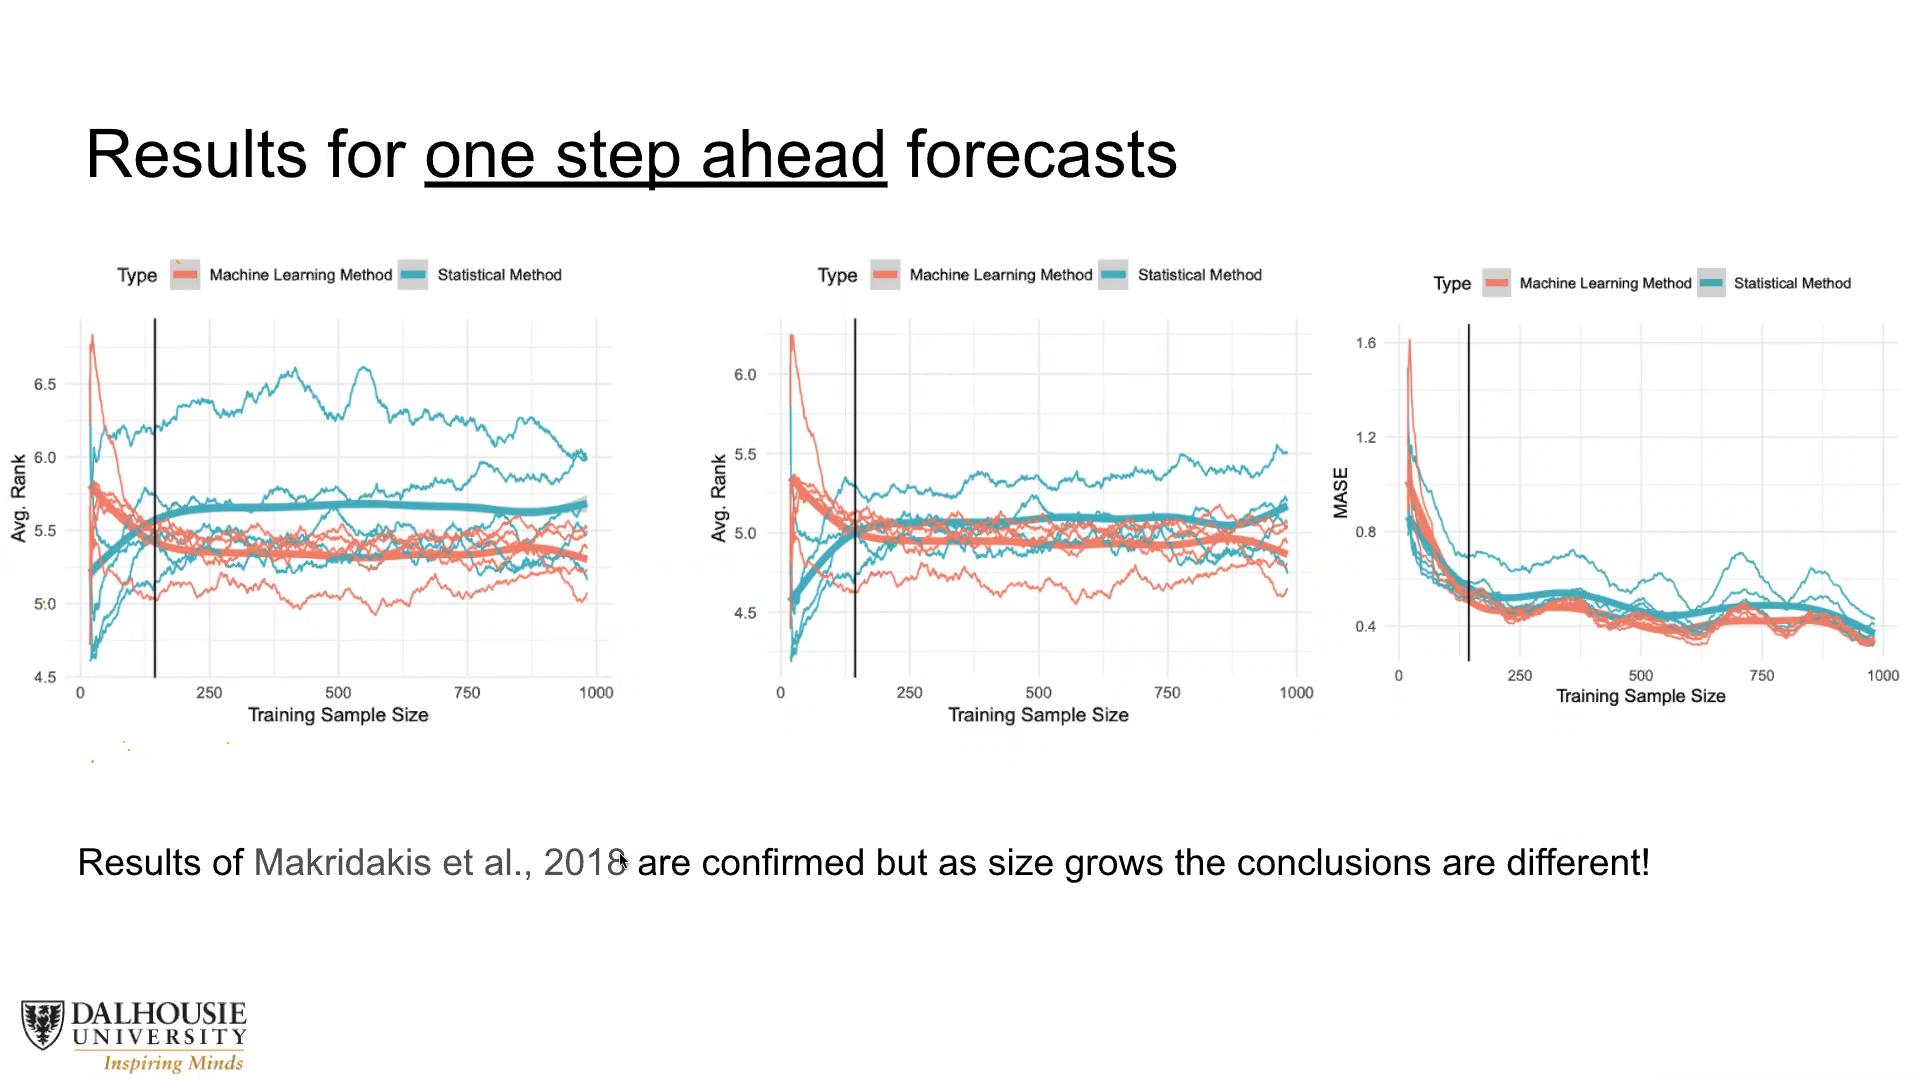 Results for one step ahead forecasts
Type Machine Learning Method Statistical Method
Avg. Rank
6.5
6.0
5.5
5.0
4.5
0 250 500 750 1000
Training Sample Size
Type Machine Learning Method Statistical Method
Avg. Rank
6.0
5.5
5.0
4.5
0 250 500 750 1000
Training Sample Size
Type Machine Learning Method Statistical Method
MASE
1.6
1.2
0.8
0.4
0 250 500 750 1000
Training Sample Size
Results of Makridakis et al., 2018 are confirmed but as size grows the conclusions are different!
DALHOUSIE
UNIVERSITY
Inspiring Minds